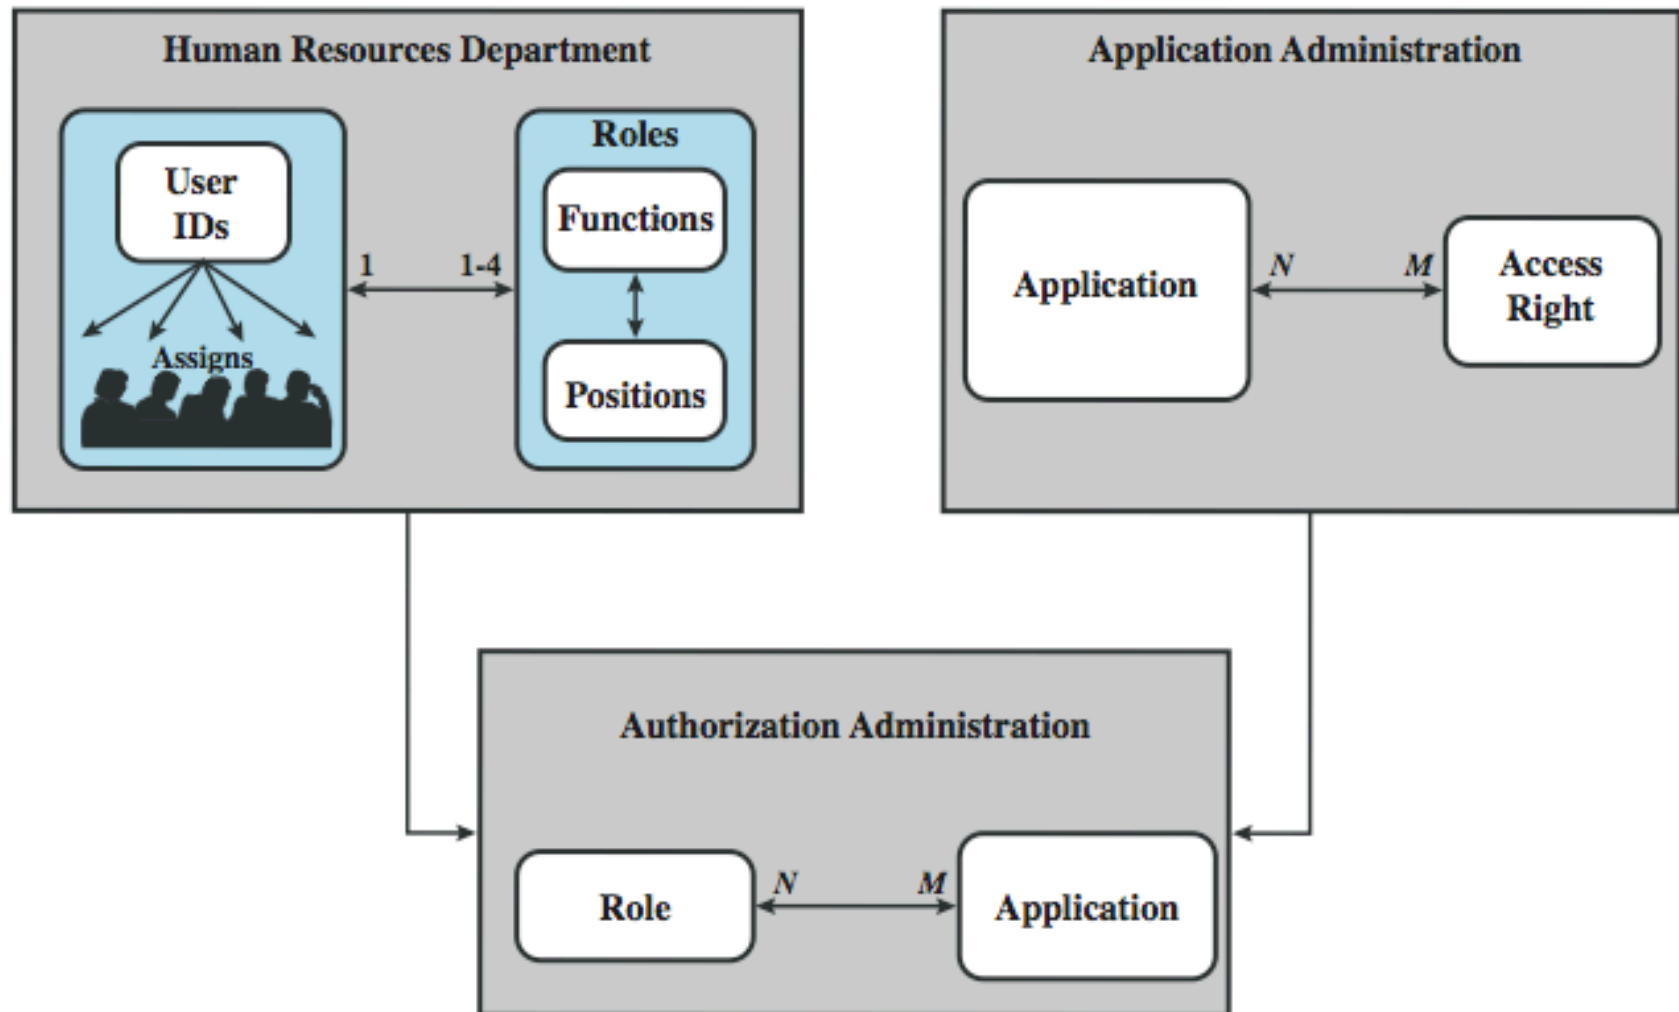 Human Resources Department
User
IDs
Assigns
1
1-4
Roles
Functions
Positions
Application Administration
Application
N
M
Access
Right
Authorization Administration
Role
N
M
Application